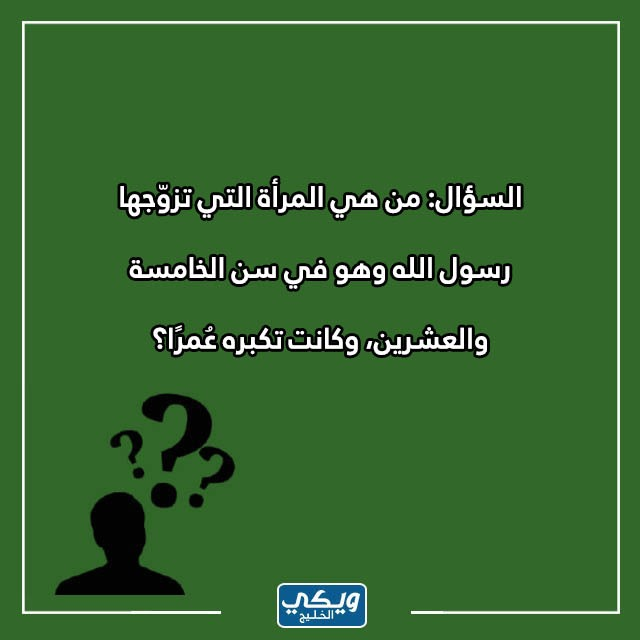 السؤال: من هي المرأة التي تزوّجها
رسول الله وهو في سن الخامسة
والعشرين، وكانت تكبره عُمرًا؟
???
ويكي
الخليج